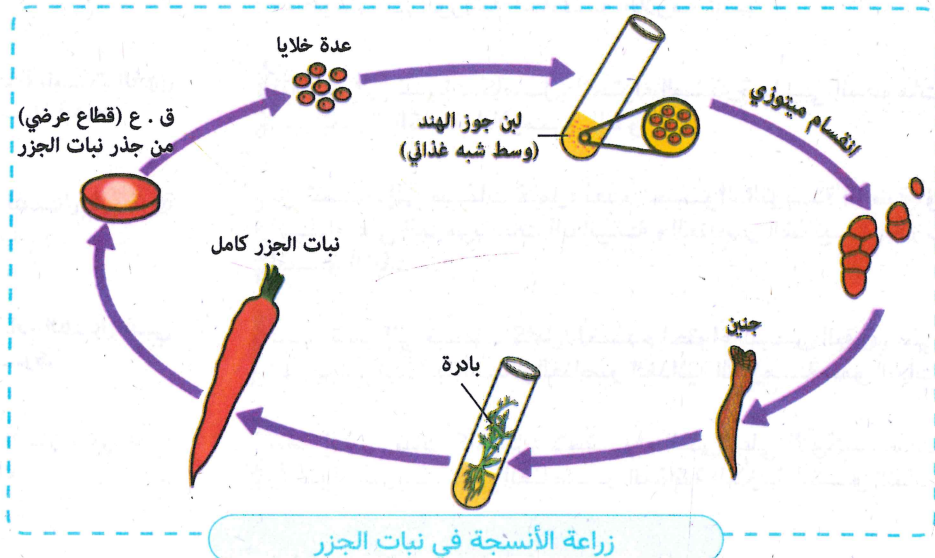 عدة خلايا
ق . ع (قطاع عرضي)
من جذر نبات الجزر
لبن جوز الهند
(وسط شبه غذائي)
انقسام ميتوزي
نبات الجزر كامل
جنين
بادرة
زراعة الأنسجة في نبات الجزر